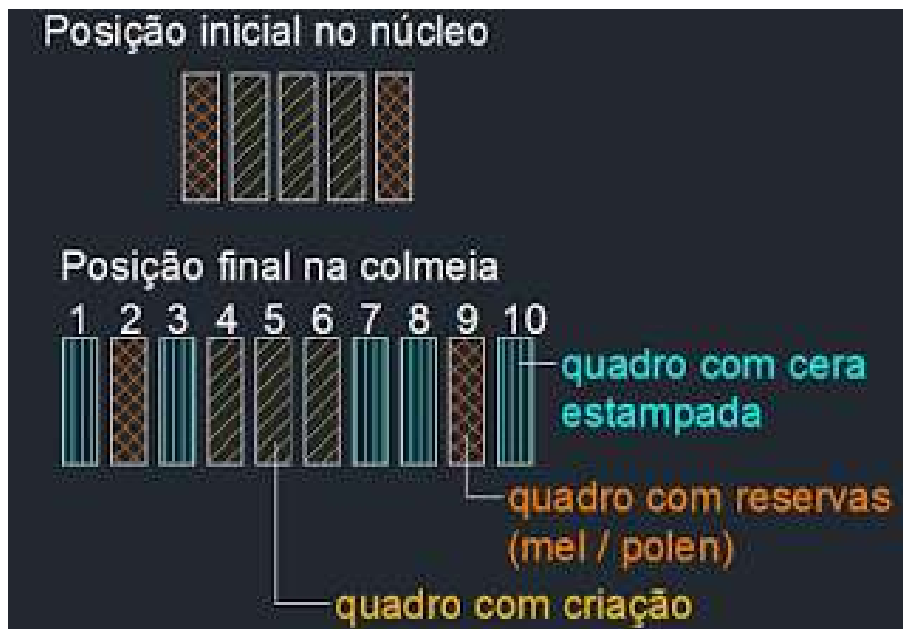 Posição inicial no núcleo
Posição final na colmeia
1 2 3 4 5 6 7 8 9 10
quadro com cera
estampada
quadro com reservas
(mel / polen)
quadro com criação